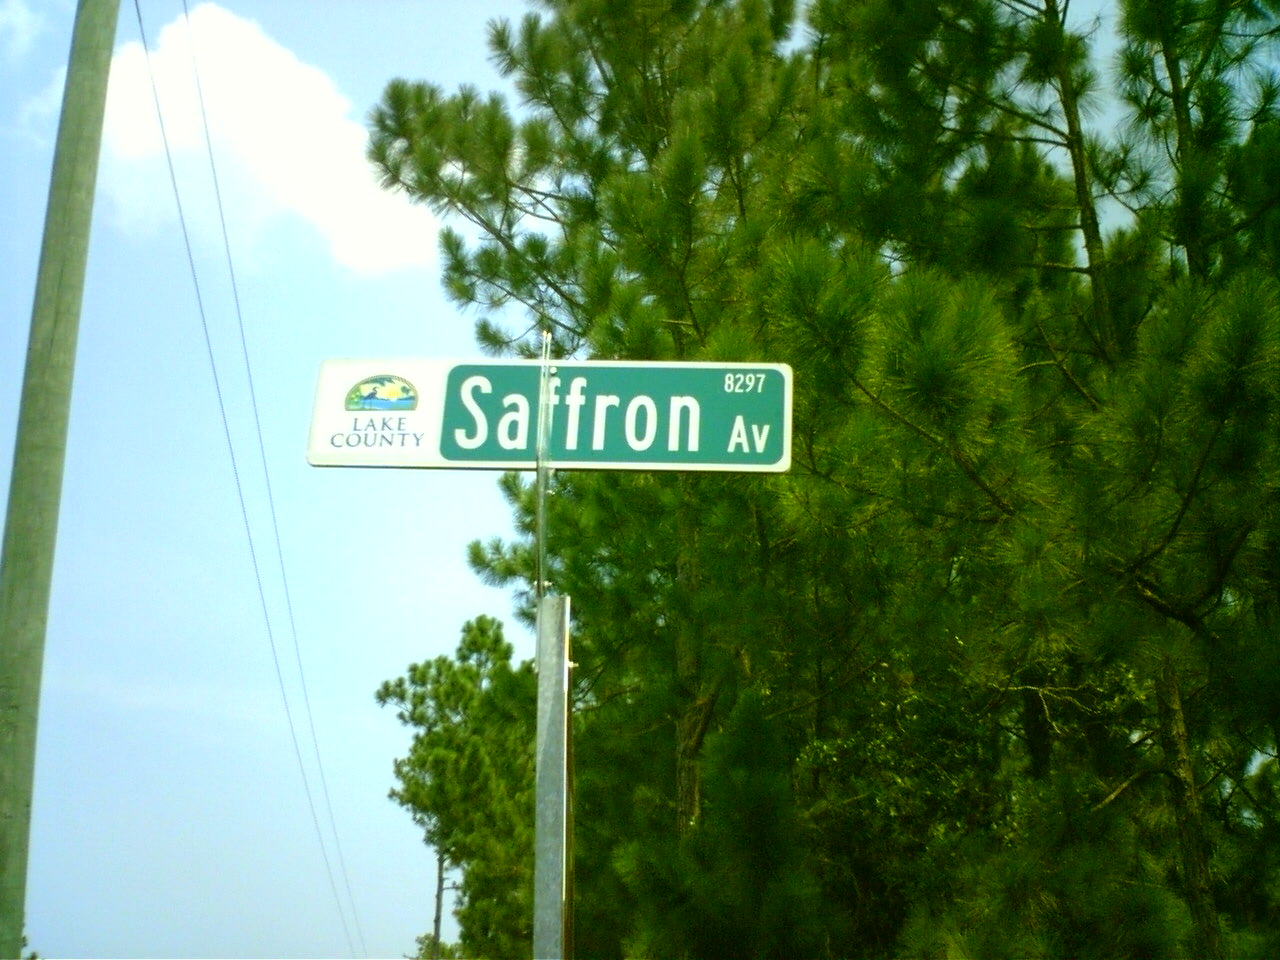 LAKE
COUNTY
Saffron Av
8297